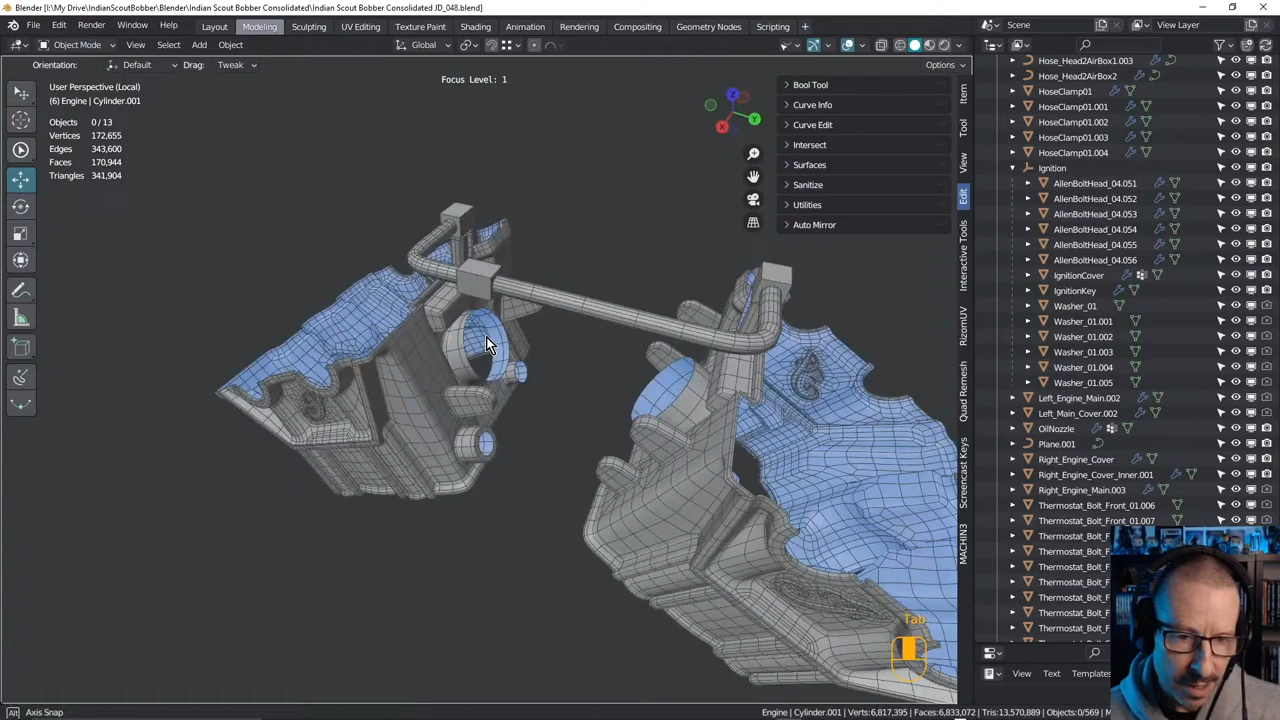 Blender [I:\My Drive\IndianScoutBobber\Blender\Indian Scout Bobber Consolidated\Indian Scout Bobber Consolidated JD_048.blend]
File Edit Render Window Help Layout Modeling Sculpting UV Editing Texture Paint Shading Animation Rendering Compositing Geometry Nodes Scripting + Scene View Layer
Object Mode View Select Add Object Global
Orientation: Default Drag: Tweak Options
User Perspective (Local)
(6) Engine | Cylinder.001
Objects 0 / 13
Vertices 172,655
Edges 343,600
Faces 170,944
Triangles 341,904
Focus Level: 1
Bool Tool
Curve Info
Curve Edit
Intersect
Surfaces
Sanitize
Utilities
Auto Mirror
Item
Tool
View
Edit
Interactive Tools
RizomUV
Quad Remesh
Screencast Keys
MACHIN3
Hose_Head2AirBox1.003
Hose_Head2AirBox2
HoseClamp01
HoseClamp01.001
HoseClamp01.002
HoseClamp01.003
HoseClamp01.004
Ignition
AllenBoltHead_04.051
AllenBoltHead_04.052
AllenBoltHead_04.053
AllenBoltHead_04.054
AllenBoltHead_04.055
AllenBoltHead_04.056
IgnitionCover
IgnitionKey
Washer_01
Washer_01.001
Washer_01.002
Washer_01.003
Washer_01.004
Washer_01.005
Left_Engine_Main.002
Left_Main_Cover.002
OilNozzle
Plane.001
Right_Engine_Cover
Right_Engine_Cover_Inner.001
Right_Engine_Main.003
Thermostat_Bolt_Front_01.006
Thermostat_Bolt_Front_01.007
Thermostat_Bolt_F
Thermostat_Bolt_F
Thermostat_Bolt_F
Thermostat_Bolt_F
Thermostat_Bolt_F
Thermostat_Bolt_F
Thermostat_Bolt_F
View Text Templates
Tab
X
Y
Z
Alt Axis Snap
Engine | Cylinder.001 Verts:6,817,395 Faces:6,833,072 Tris:13,570,889 Objects:0/569